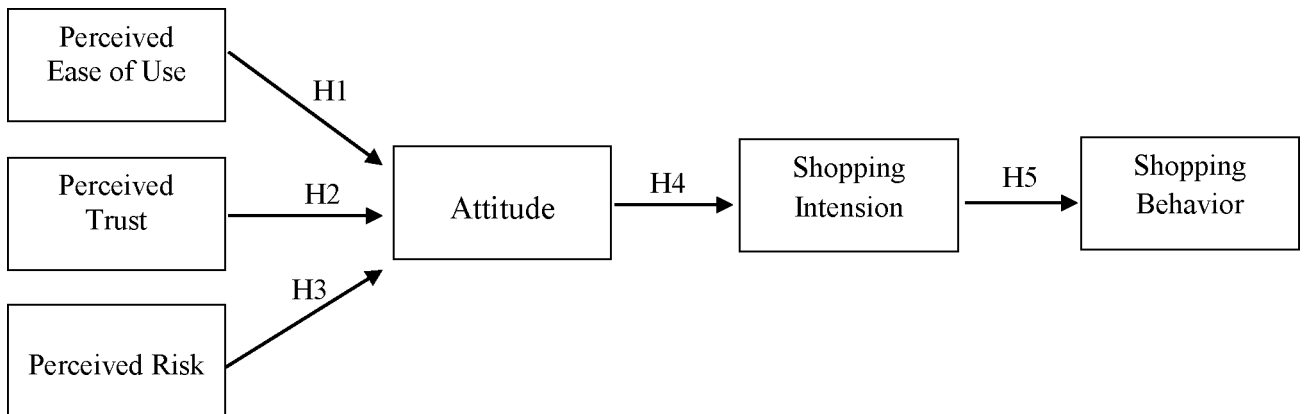 Perceived
Ease of Use
H1
Perceived
Trust
H2
Perceived Risk
H3
Attitude
H4
Shopping
Intension
H5
Shopping
Behavior